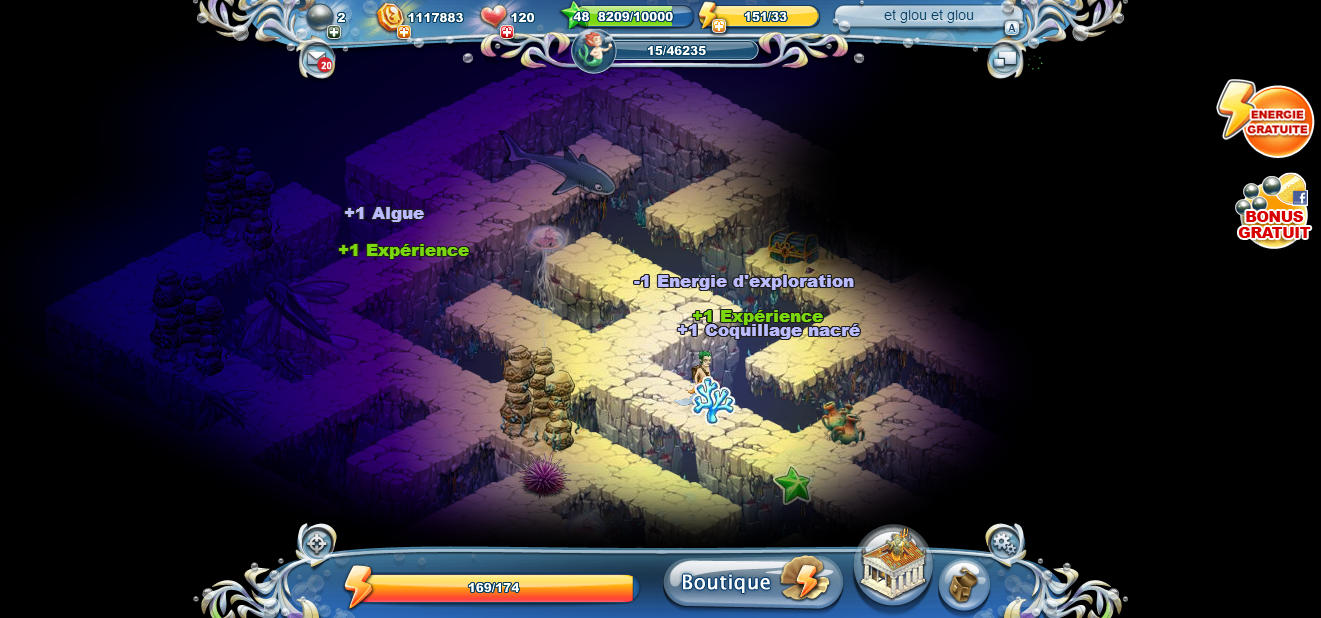 2
1117883
120
48 8209/10000
151/33
et glou et glou
A
20
15/46235
ENERGIE
GRATUITE
f
BONUS
GRATUIT
+1 Algue
+1 Expérience
-1 Energie d'exploration
+1 Expérience
+1 Coquillage nacré
169/174
Boutique